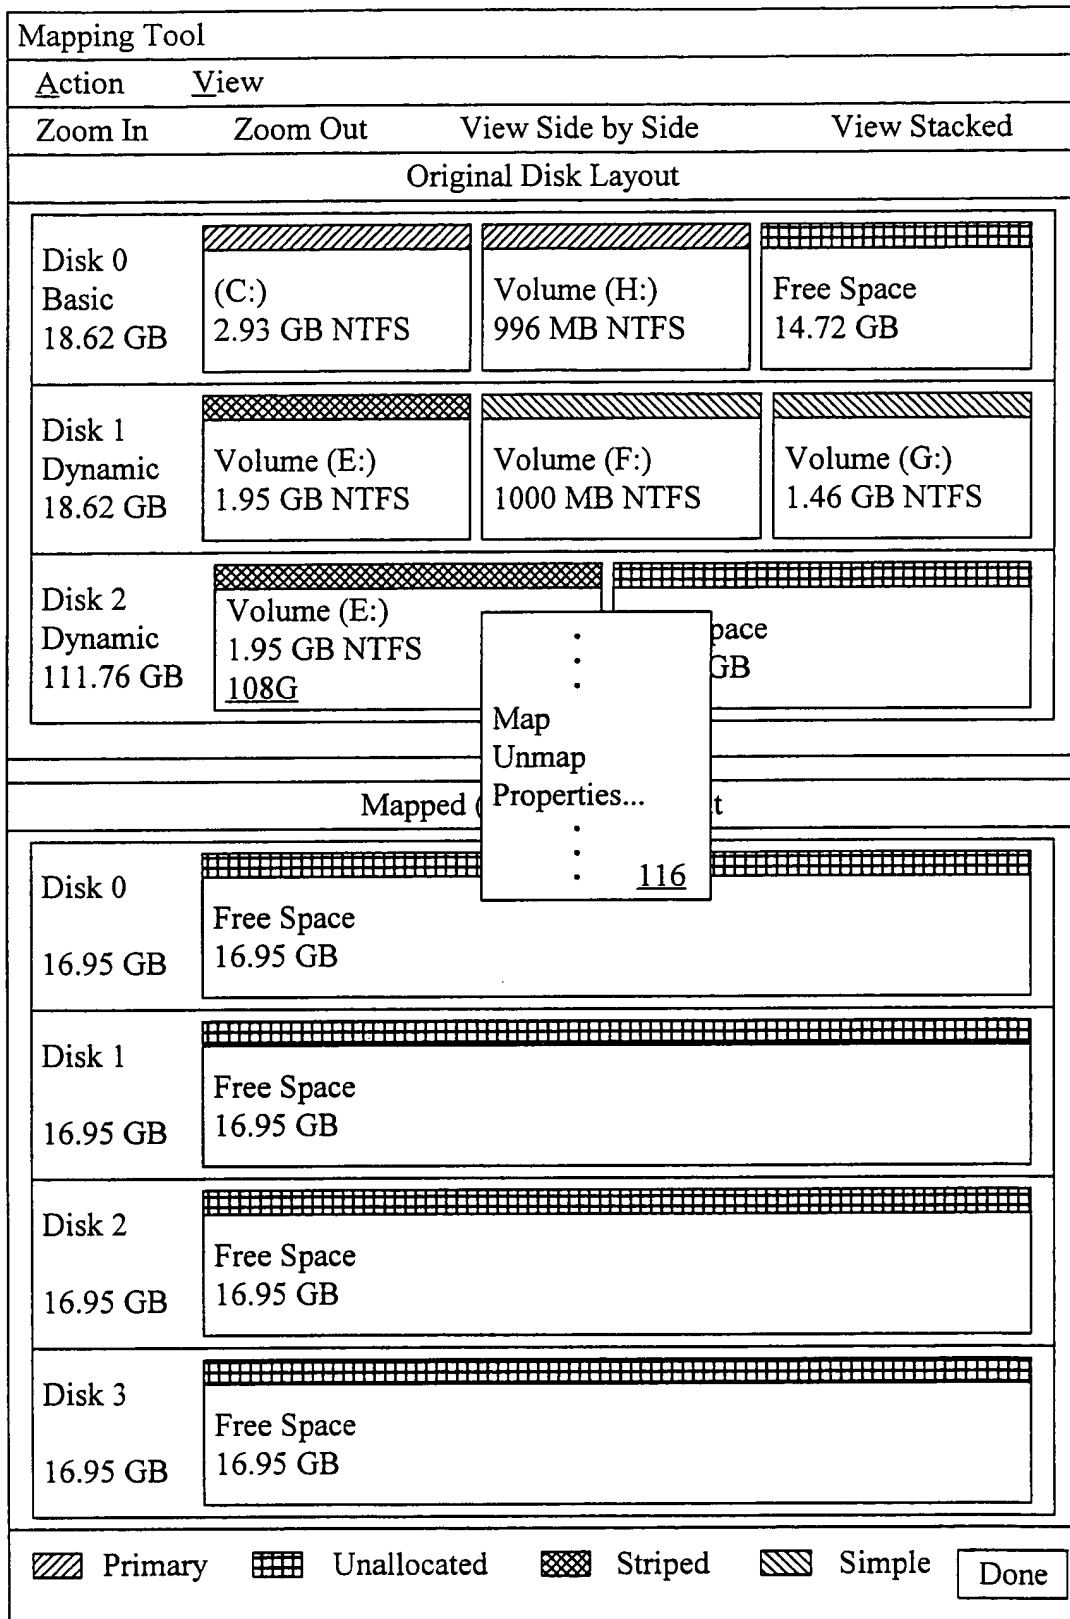 Mapping Tool
Action View
Zoom In Zoom Out View Side by Side View Stacked
Original Disk Layout
Disk 0
Basic
18.62 GB
(C:)
2.93 GB NTFS
Volume (H:)
996 MB NTFS
Free Space
14.72 GB
Disk 1
Dynamic
18.62 GB
Volume (E:)
1.95 GB NTFS
Volume (F:)
1000 MB NTFS
Volume (G:)
1.46 GB NTFS
Disk 2
Dynamic
111.76 GB
Volume (E:)
1.95 GB NTFS
108G
GB
Map
Unmap
Properties...
116
Mapped
Disk 0
16.95 GB
Free Space
16.95 GB
Disk 1
16.95 GB
Free Space
16.95 GB
Disk 2
16.95 GB
Free Space
16.95 GB
Disk 3
16.95 GB
Free Space
16.95 GB
Primary Unallocated Striped Simple Done